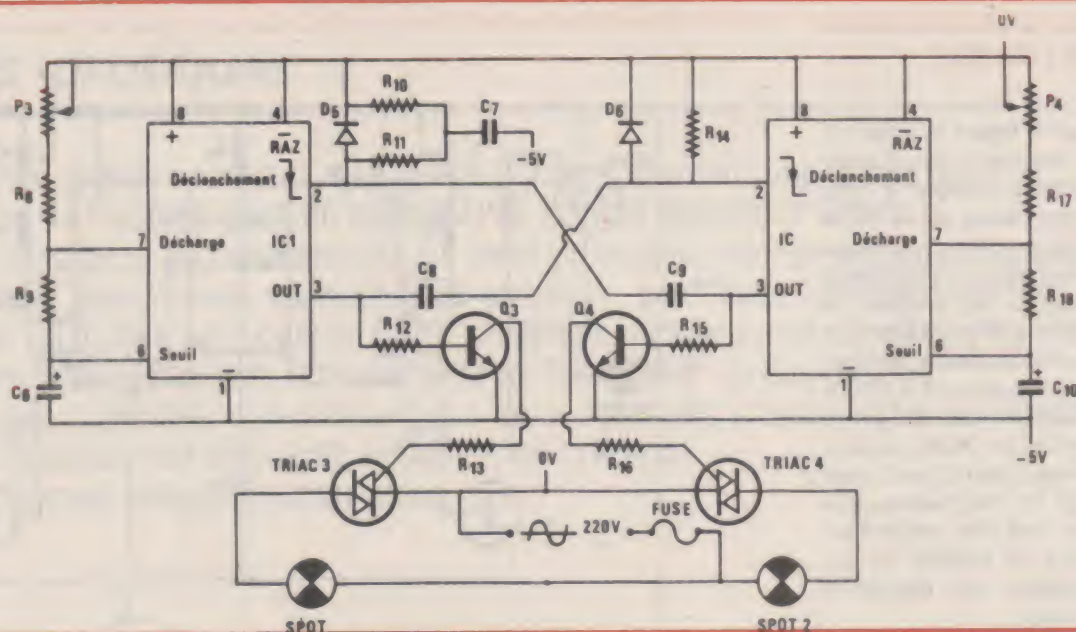 0V
P3
8
4
R10
D5
C7
R11
-5V
D6
R14
8
4
P4
+
RAZ
Déclenchement
2
R8
7
Décharge
IC1
R9
OUT
3
C8
R12
Q3
6
Seuil
C6
+
−
1
+
RAZ
2
Déclenchement
R17
IC
Décharge
7
C9
3
OUT
R18
Q4
R15
Seuil
6
+
C10
−
1
R13
R16
-5V
TRIAC 3
0V
TRIAC 4
220V
FUSE
SPOT
SPOT 2